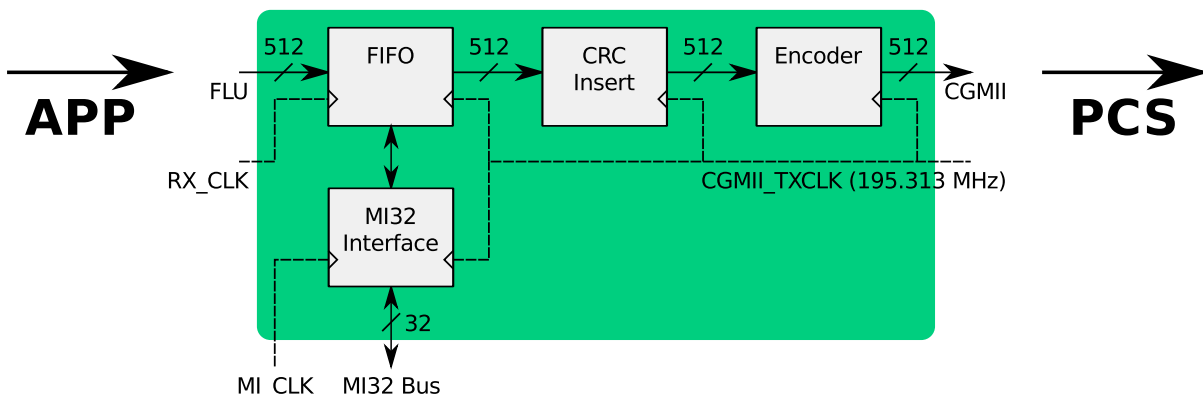 512
FIFO
512
CRC
Insert
512
Encoder
512
FLU
CGMII
APP
PCS
RX_CLK
CGMII_TXCLK (195.313 MHz)
MI32
Interface
32
MI_CLK
MI32 Bus